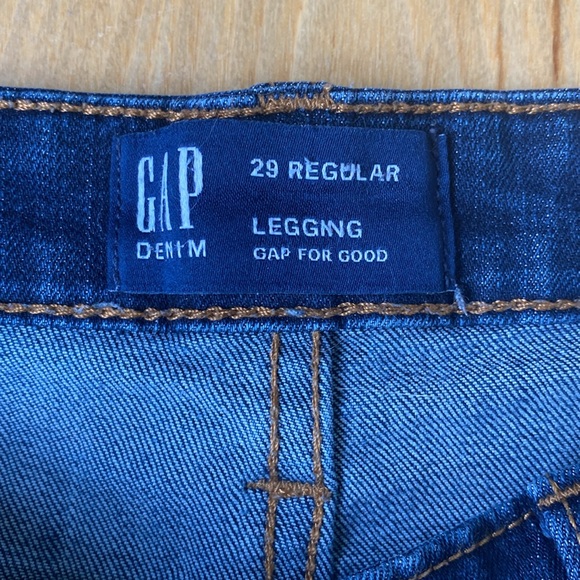 GAP
DENIM
29 REGULAR
LEGGING
GAP FOR GOOD